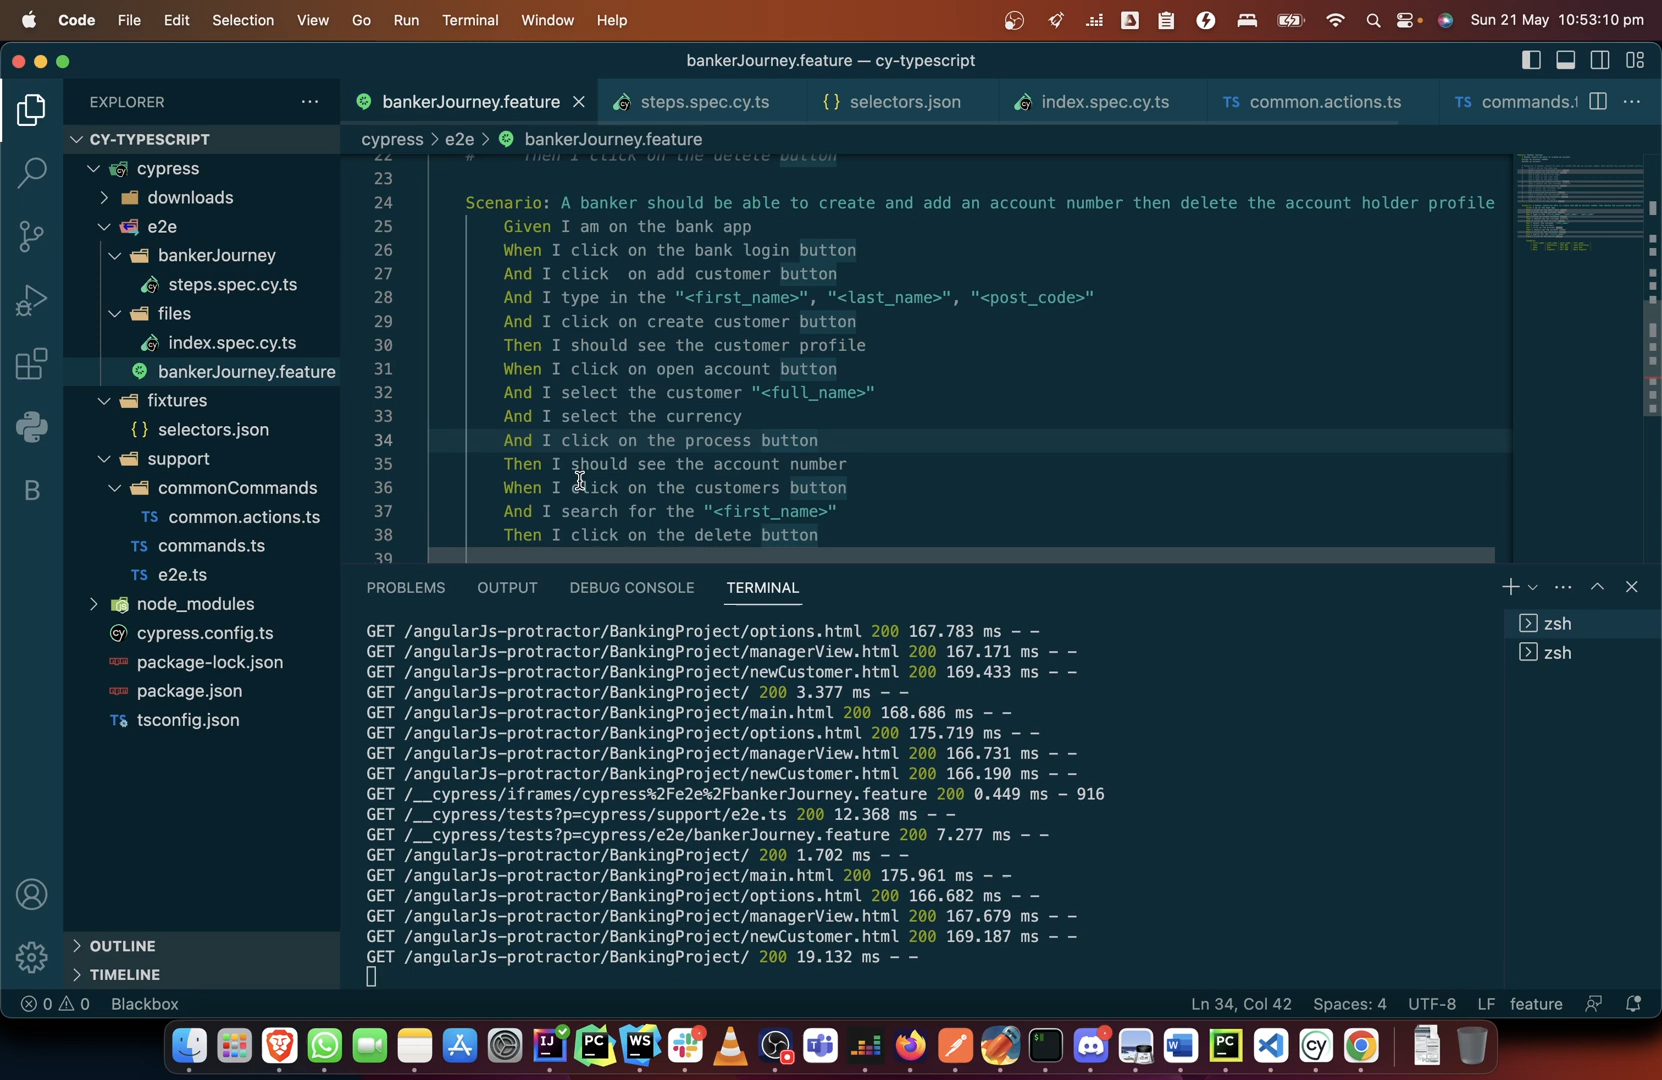 Code File Edit Selection View Go Run Terminal Window Help Sun 21 May 10:53:10 pm
bankerJourney.feature — cy-typescript
EXPLORER
bankerJourney.feature steps.spec.cy.ts {} selectors.json index.spec.cy.ts TS common.actions.ts TS commands.
CY-TYPESCRIPT
cypress > e2e > bankerJourney.feature
cypress
downloads
e2e
bankerJourney
steps.spec.cy.ts
files
index.spec.cy.ts
bankerJourney.feature
fixtures
{ } selectors.json
support
commonCommands
TS common.actions.ts
TS commands.ts
TS e2e.ts
node_modules
cypress.config.ts
package-lock.json
package.json
tsconfig.json
OUTLINE
TIMELINE
22 # Then I click on the delete button
23
24 Scenario: A banker should be able to create and add an account number then delete the account holder profile
25 Given I am on the bank app
26 When I click on the bank login button
27 And I click  on add customer button
28 And I type in the "<first_name>", "<last_name>", "<post_code>"
29 And I click on create customer button
30 Then I should see the customer profile
31 When I click on open account button
32 And I select the customer "<full_name>"
33 And I select the currency
34 And I click on the process button
35 Then I should see the account number
36 When I click on the customers button
37 And I search for the "<first_name>"
38 Then I click on the delete button
39
PROBLEMS OUTPUT DEBUG CONSOLE TERMINAL
zsh
zsh
GET /angularJs-protractor/BankingProject/options.html 200 167.783 ms - -
GET /angularJs-protractor/BankingProject/managerView.html 200 167.171 ms - -
GET /angularJs-protractor/BankingProject/newCustomer.html 200 169.433 ms - -
GET /angularJs-protractor/BankingProject/ 200 3.377 ms - -
GET /angularJs-protractor/BankingProject/main.html 200 168.686 ms - -
GET /angularJs-protractor/BankingProject/options.html 200 175.719 ms - -
GET /angularJs-protractor/BankingProject/managerView.html 200 166.731 ms - -
GET /angularJs-protractor/BankingProject/newCustomer.html 200 166.190 ms - -
GET /__cypress/iframes/cypress%2Fe2e%2FbankerJourney.feature 200 0.449 ms - 916
GET /__cypress/tests?p=cypress/support/e2e.ts 200 12.368 ms - -
GET /__cypress/tests?p=cypress/e2e/bankerJourney.feature 200 7.277 ms - -
GET /angularJs-protractor/BankingProject/ 200 1.702 ms - -
GET /angularJs-protractor/BankingProject/main.html 200 175.961 ms - -
GET /angularJs-protractor/BankingProject/options.html 200 166.682 ms - -
GET /angularJs-protractor/BankingProject/managerView.html 200 167.679 ms - -
GET /angularJs-protractor/BankingProject/newCustomer.html 200 169.187 ms - -
GET /angularJs-protractor/BankingProject/ 200 19.132 ms - -
0 0 Blackbox Ln 34, Col 42 Spaces: 4 UTF-8 LF feature
IJ PC WS PC cy